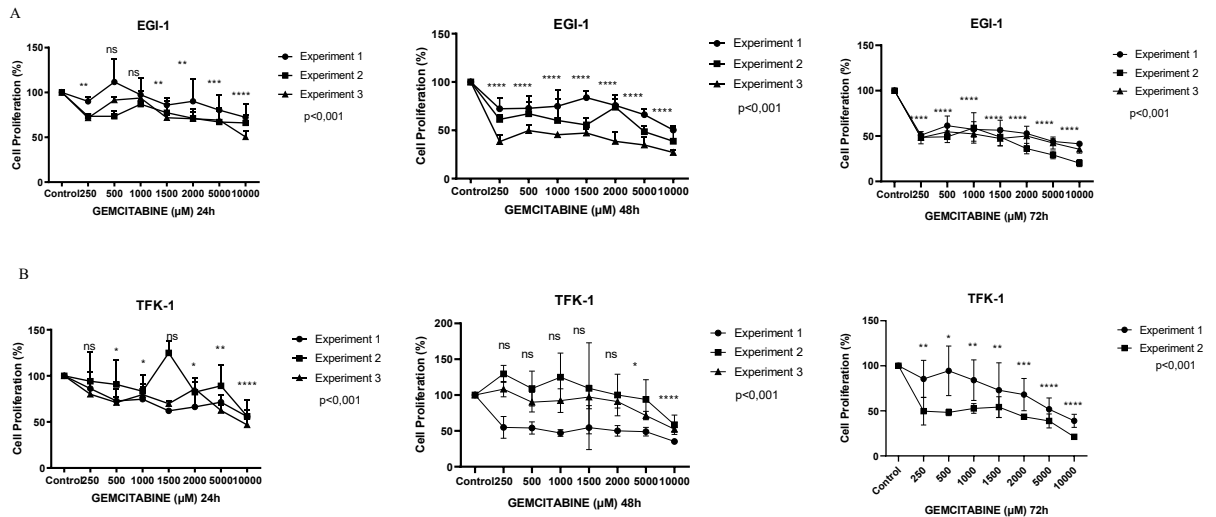 A
EGI-1
Cell Proliferation (%)
150
100
50
0
** ns ns ** ** *** ****
Control 250 500 1000 1500 2000 5000 10000
GEMCITABINE (µM) 24h
Experiment 1
Experiment 2
Experiment 3
p<0,001
EGI-1
Cell Proliferation (%)
150
100
50
0
**** **** **** **** **** **** ****
Control 250 500 1000 1500 2000 5000 10000
GEMCITABINE (µM) 48h
Experiment 1
Experiment 2
Experiment 3
p<0,001
EGI-1
Cell Proliferation (%)
150
100
50
0
**** **** **** **** **** **** ****
Control 250 500 1000 1500 2000 5000 10000
GEMCITABINE (µM) 72h
Experiment 1
Experiment 2
Experiment 3
p<0,001
B
TFK-1
Cell Proliferation (%)
150
100
50
0
ns * * ns * ** ****
Control 250 500 1000 1500 2000 5000 10000
GEMCITABINE (µM) 24h
Experiment 1
Experiment 2
Experiment 3
p<0,001
TFK-1
Cell Proliferation (%)
200
150
100
50
0
ns ns ns ns ns * ****
Control 250 500 1000 1500 2000 5000 10000
GEMCITABINE (µM) 48h
Experiment 1
Experiment 2
Experiment 3
p<0,001
TFK-1
Cell Proliferation (%)
150
100
50
0
** * ** ** *** **** ****
Control 250 500 1000 1500 2000 5000 10000
GEMCITABINE (µM) 72h
Experiment 1
Experiment 2
p<0,001